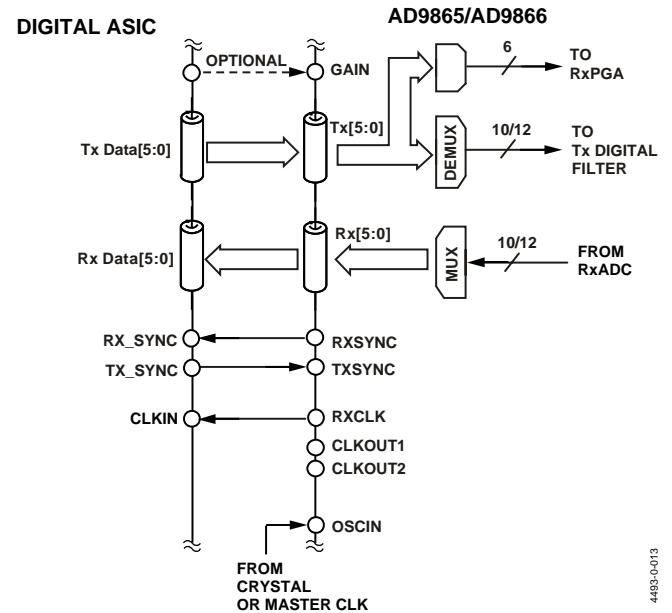 DIGITAL ASIC
AD9865/AD9866
OPTIONAL
GAIN
6
TO
RxPGA
Tx Data[5:0]
Tx[5:0]
DEMUX
10/12
TO
Tx DIGITAL
FILTER
Rx Data[5:0]
Rx[5:0]
MUX
10/12
FROM
RxADC
RX_SYNC
RXSYNC
TX_SYNC
TXSYNC
CLKIN
RXCLK
CLKOUT1
CLKOUT2
OSCIN
FROM
CRYSTAL
OR MASTER CLK
4493-0-013